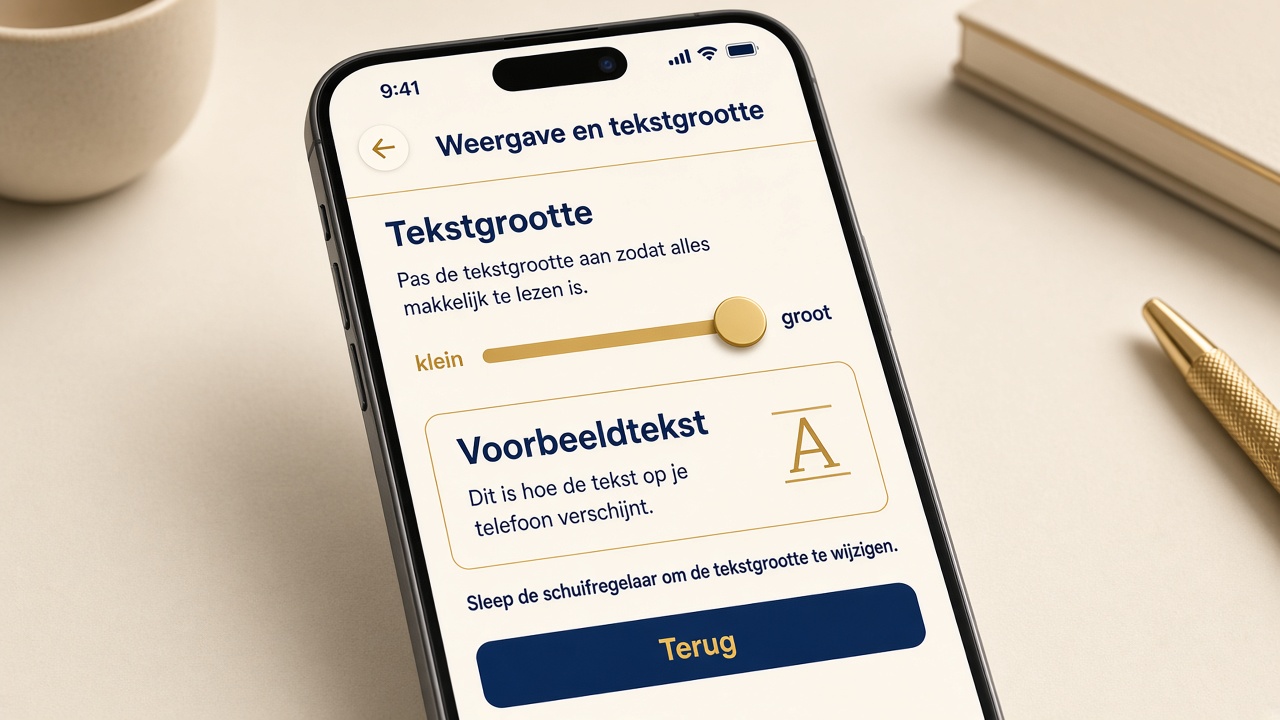 9:41
Weergave en tekstgrootte
Tekstgrootte
Pas de tekstgrootte aan zodat alles
makkelijk te lezen is.
klein
groot
Voorbeeldtekst
Dit is hoe de tekst op je
telefoon verschijnt.
A
Sleep de schuifregelaar om de tekstgrootte te wijzigen.
Terug